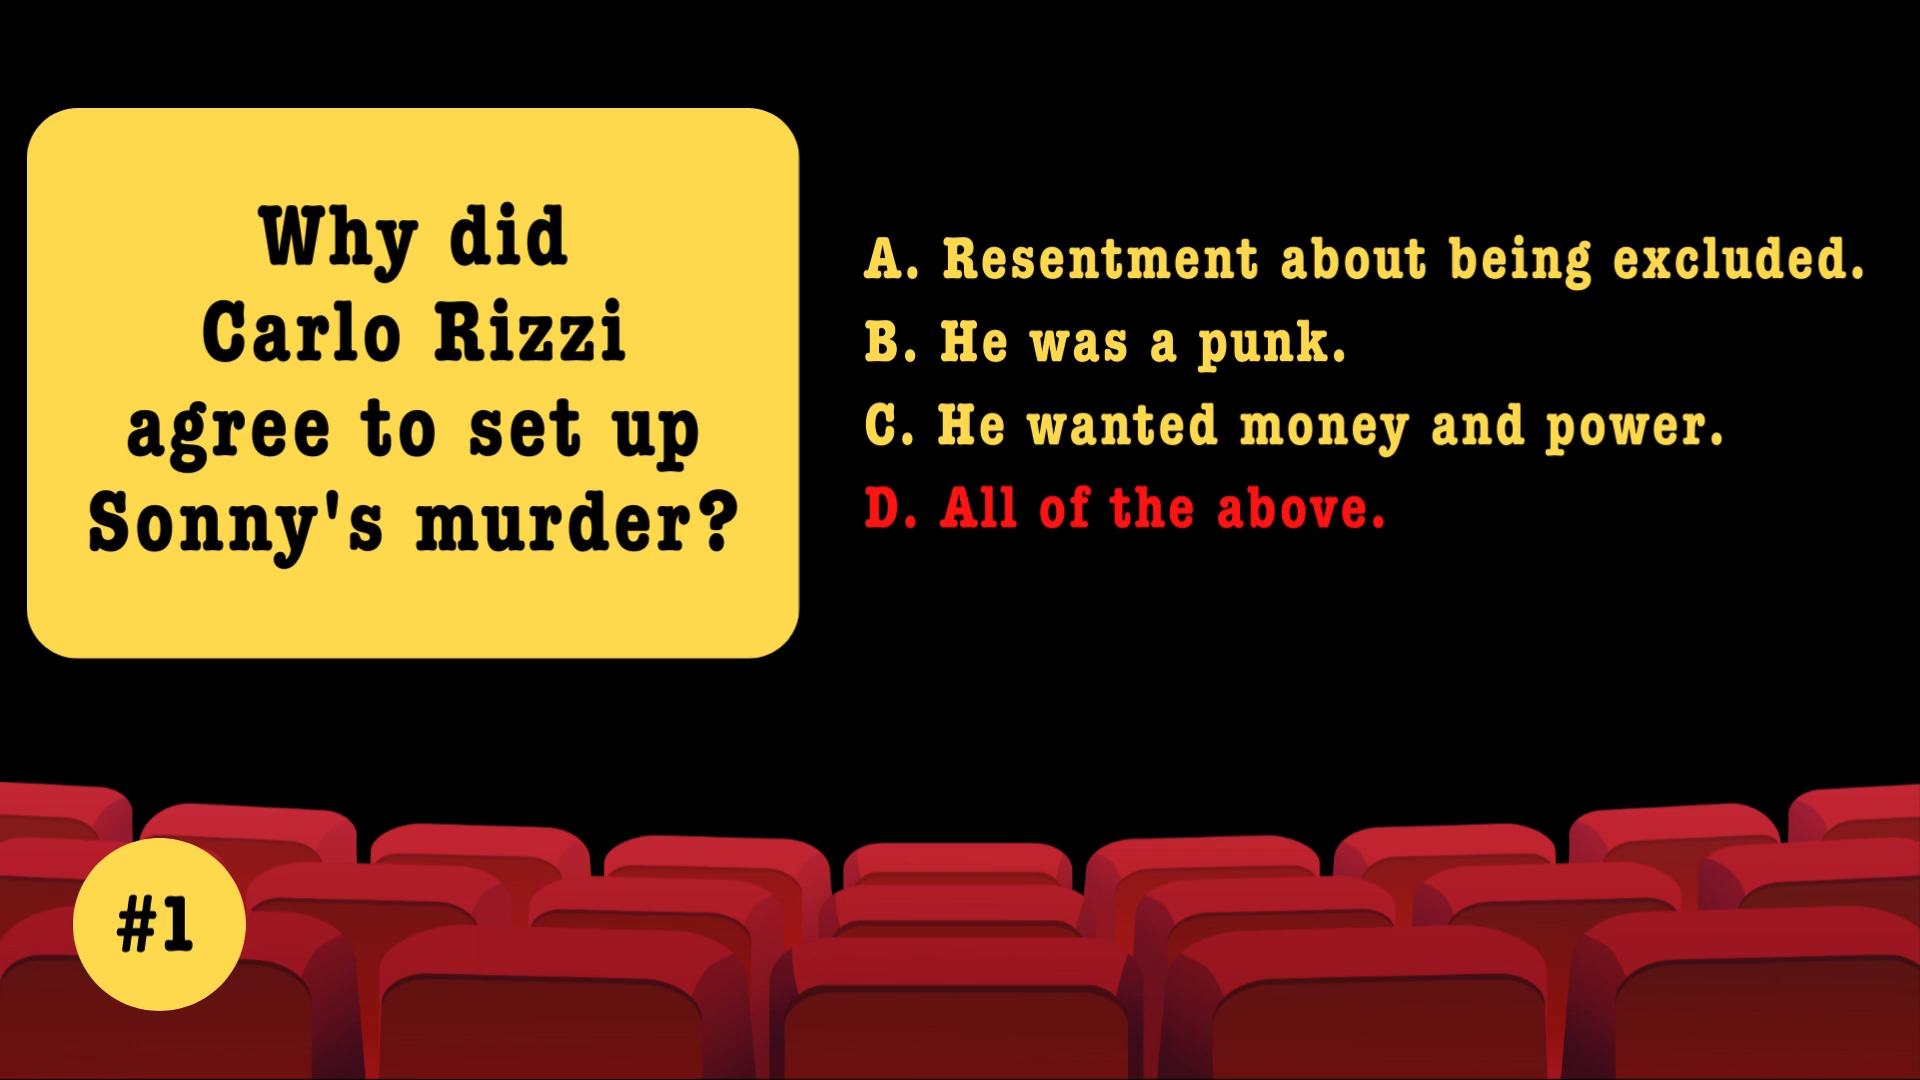 Why did
Carlo Rizzi
agree to set up
Sonny's murder?
A. Resentment about being excluded.
B. He was a punk.
C. He wanted money and power.
D. All of the above.
#1